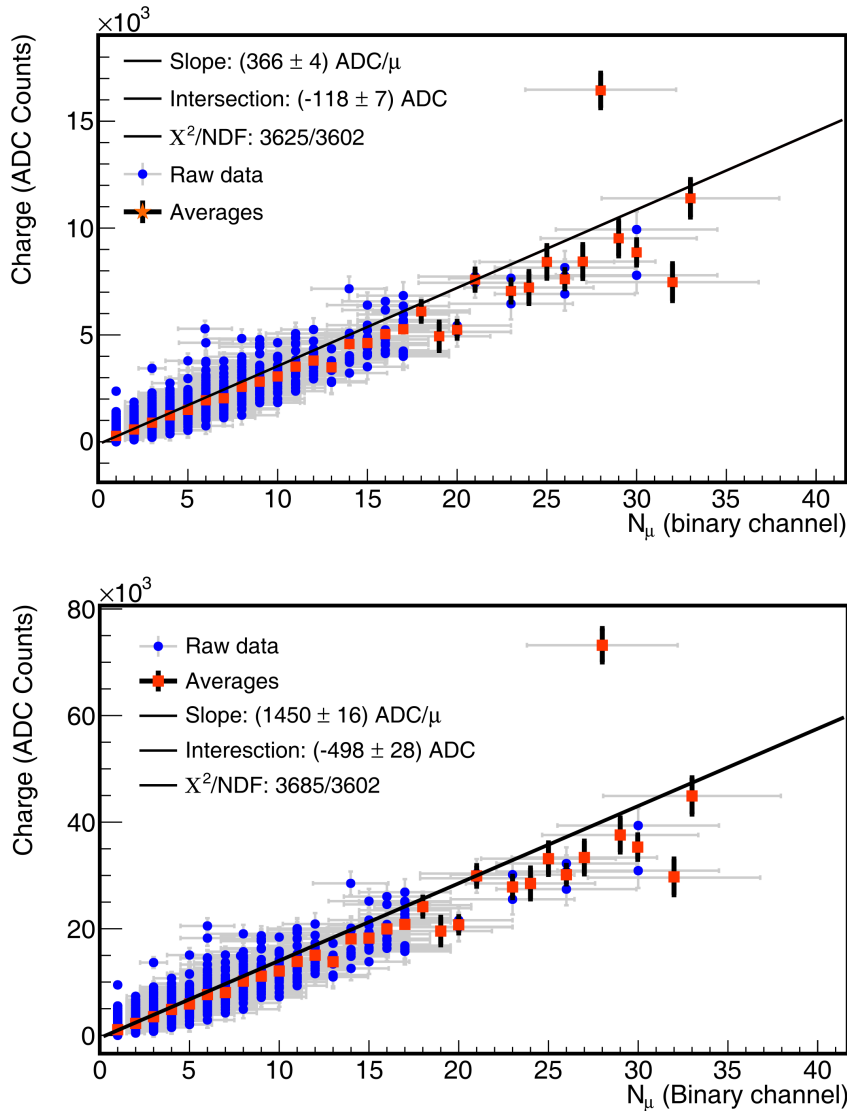 ×10³
Slope: (366 ± 4) ADC/μ
Intersection: (-118 ± 7) ADC
Χ²/NDF: 3625/3602
Raw data
Averages
Charge (ADC Counts)
15
10
5
0
0 5 10 15 20 25 30 35 40
N_μ (binary channel)
×10³
Raw data
Averages
Slope: (1450 ± 16) ADC/μ
Interesction: (-498 ± 28) ADC
Χ²/NDF: 3685/3602
Charge (ADC Counts)
80
60
40
20
0
0 5 10 15 20 25 30 35 40
N_μ (Binary channel)